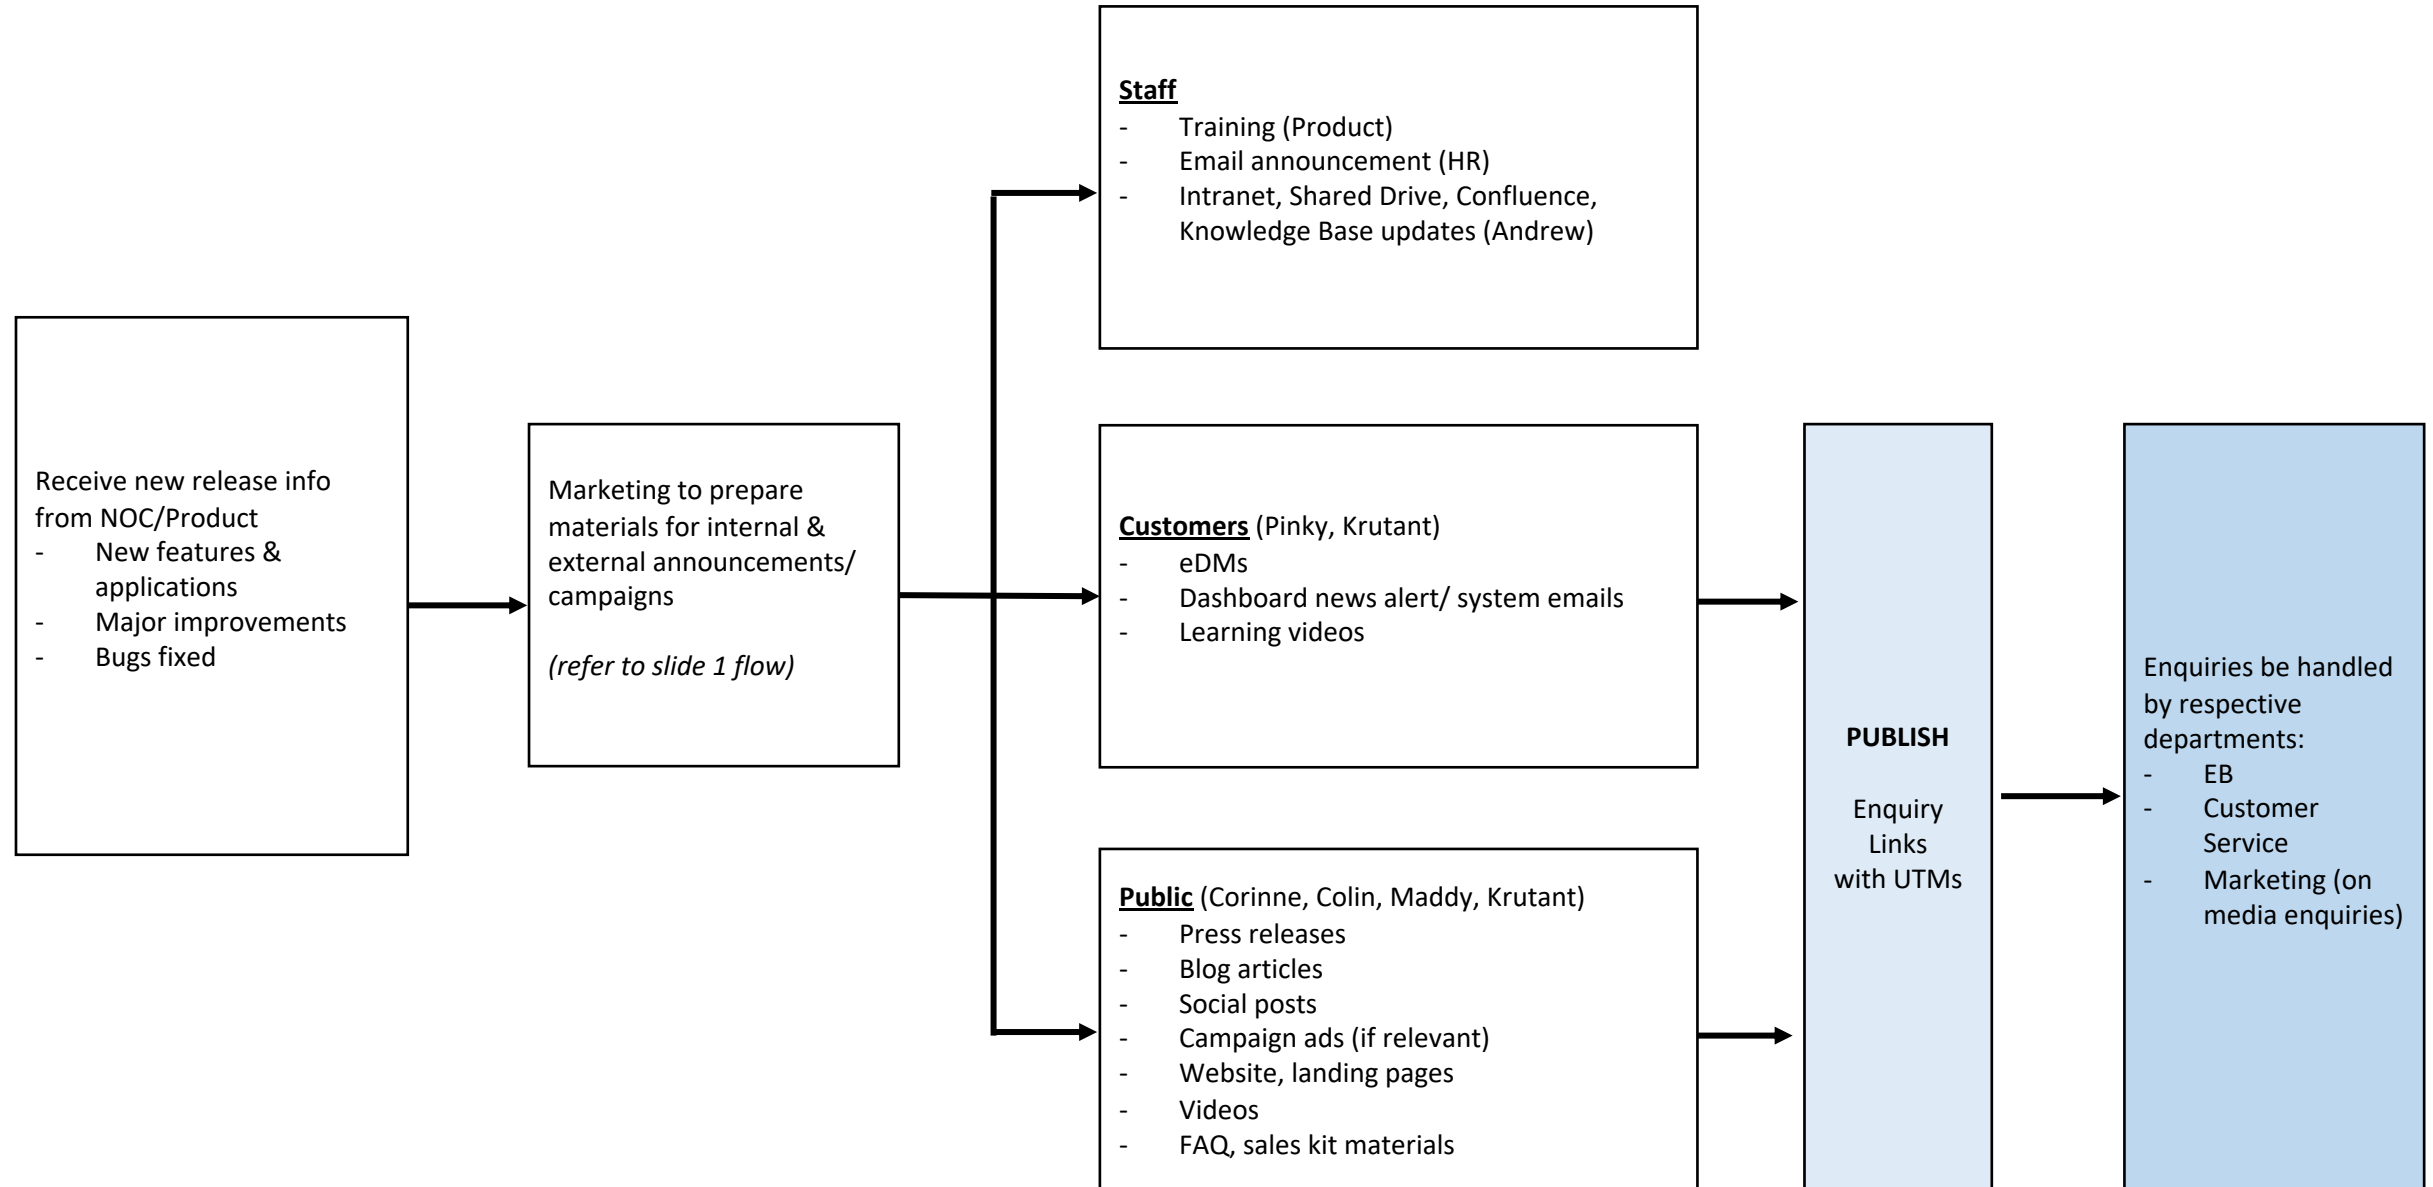 Receive new release info
from NOC/Product
- New features &
applications
- Major improvements
- Bugs fixed
Marketing to prepare
materials for internal &
external announcements/
campaigns
(refer to slide 1 flow)
Staff
- Training (Product)
- Email announcement (HR)
- Intranet, Shared Drive, Confluence,
Knowledge Base updates (Andrew)
Customers (Pinky, Krutant)
- eDMs
- Dashboard news alert/ system emails
- Learning videos
Public (Corinne, Colin, Maddy, Krutant)
- Press releases
- Blog articles
- Social posts
- Campaign ads (if relevant)
- Website, landing pages
- Videos
- FAQ, sales kit materials
PUBLISH
Enquiry
Links
with UTMs
Enquiries be handled
by respective
departments:
- EB
- Customer
Service
- Marketing (on
media enquiries)